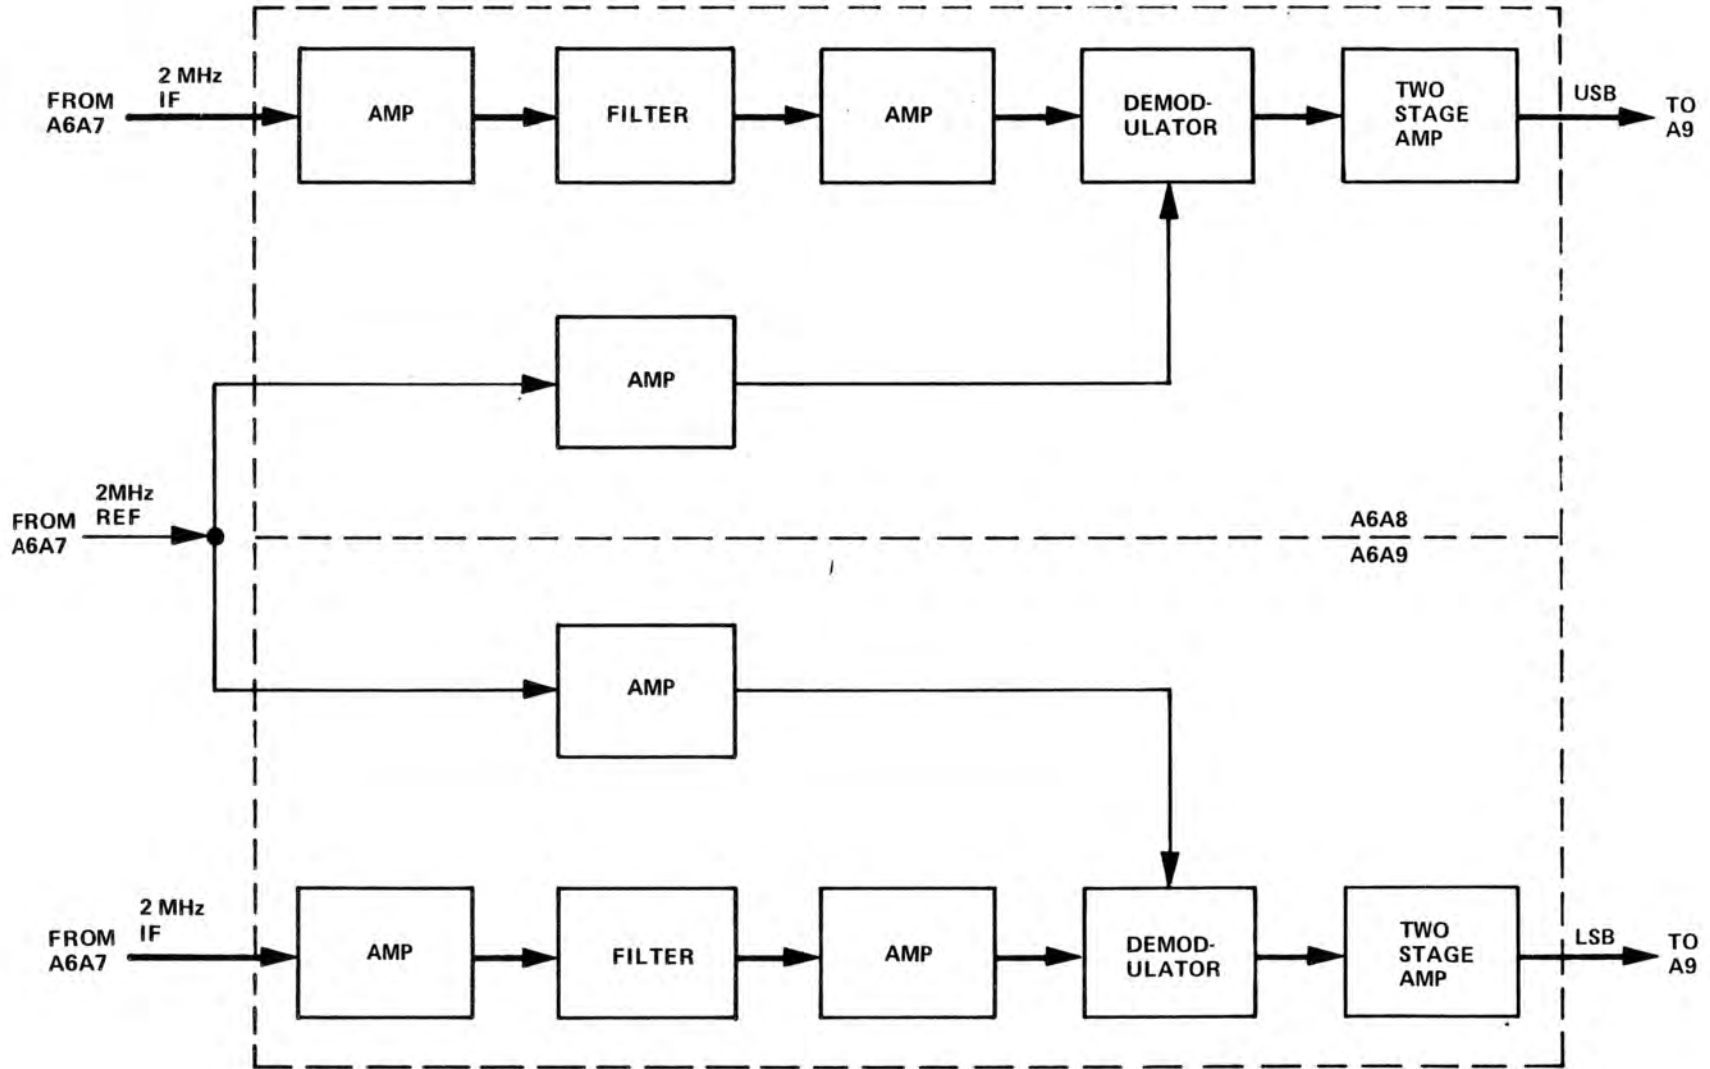 FROM
A6A7
2 MHz
IF
AMP
FILTER
AMP
DEMOD-
ULATOR
TWO
STAGE
AMP
USB
TO
A9
AMP
FROM
A6A7
2MHz
REF
A6A8
A6A9
AMP
FROM
A6A7
2 MHz
IF
AMP
FILTER
AMP
DEMOD-
ULATOR
TWO
STAGE
AMP
LSB
TO
A9